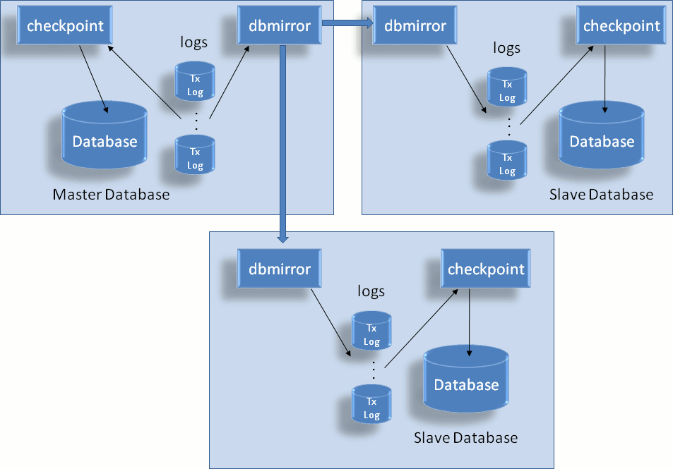 checkpoint
logs
dbmirror
Tx
Log
Tx
Log
Database
Master Database
dbmirror
logs
checkpoint
Tx
Log
Tx
Log
Database
Slave Database
dbmirror
logs
checkpoint
Tx
Log
Tx
Log
Database
Slave Database